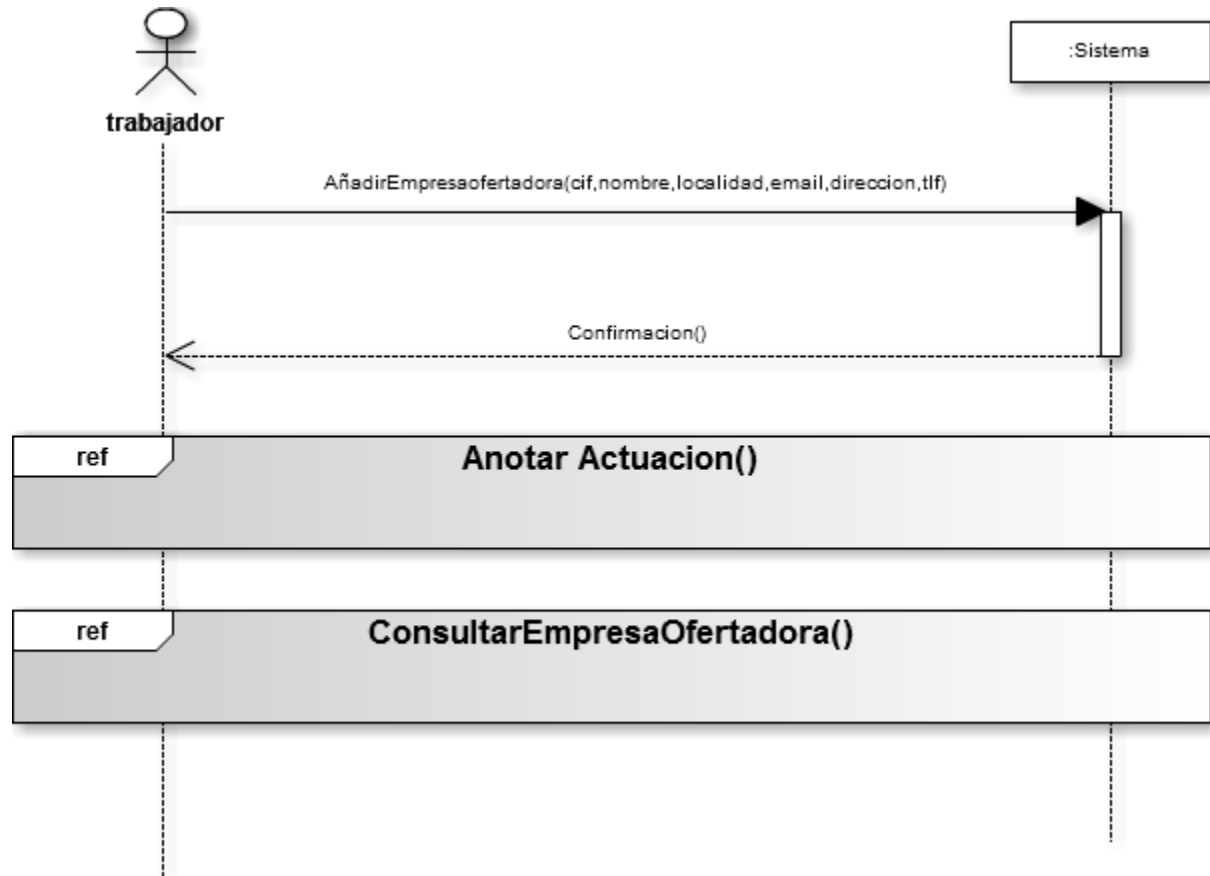 :Sistema
trabajador
AñadirEmpresaofertadora(cif,nombre,localidad,email,direccion,tlf)
Confirmacion()
ref
Anotar Actuacion()
ref
ConsultarEmpresaOfertadora()